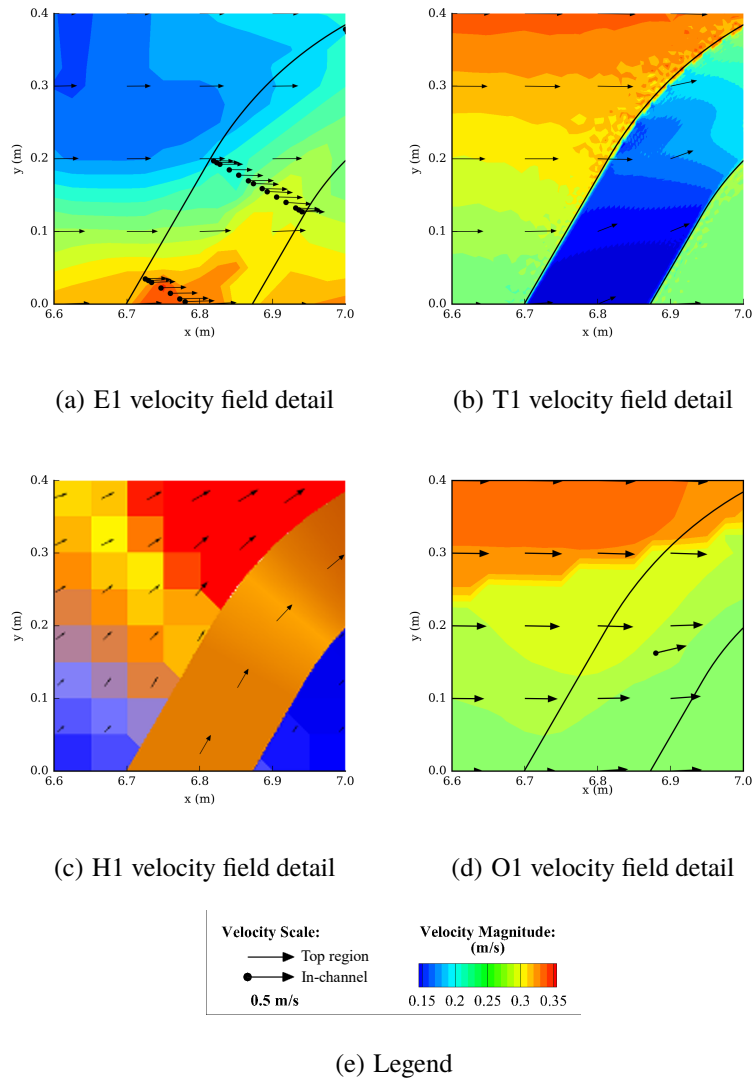 0.4
0.3
0.2
0.1
0.0
y (m)
6.6 6.7 6.8 6.9 7.0
x (m)
(a) E1 velocity field detail
0.4
0.3
0.2
0.1
0.0
y (m)
6.6 6.7 6.8 6.9 7.0
x (m)
(b) T1 velocity field detail
0.4
0.3
0.2
0.1
0.0
y (m)
6.6 6.7 6.8 6.9 7.0
x (m)
(c) H1 velocity field detail
0.4
0.3
0.2
0.1
0.0
y (m)
6.6 6.7 6.8 6.9 7.0
x (m)
(d) O1 velocity field detail
Velocity Scale:
Top region
In-channel
0.5 m/s
Velocity Magnitude:
(m/s)
0.15 0.2 0.25 0.3 0.35
(e) Legend